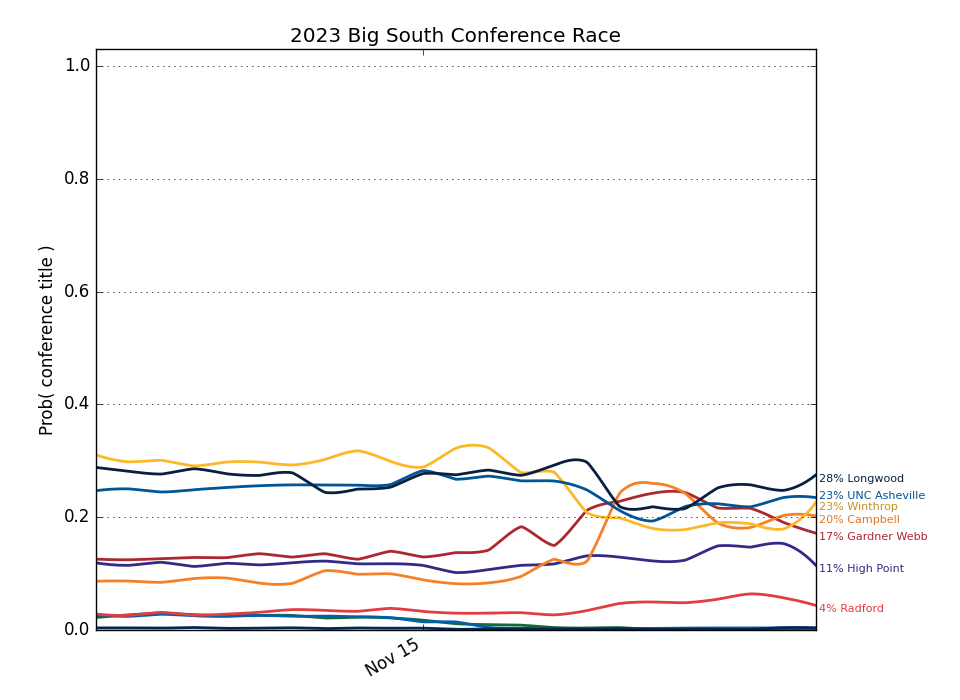 2023 Big South Conference Race
1.0
0.8
0.6
0.4
0.2
0.0
Prob( conference title )
Nov 15
28% Longwood
23% UNC Asheville
23% Winthrop
20% Campbell
17% Gardner Webb
11% High Point
4% Radford